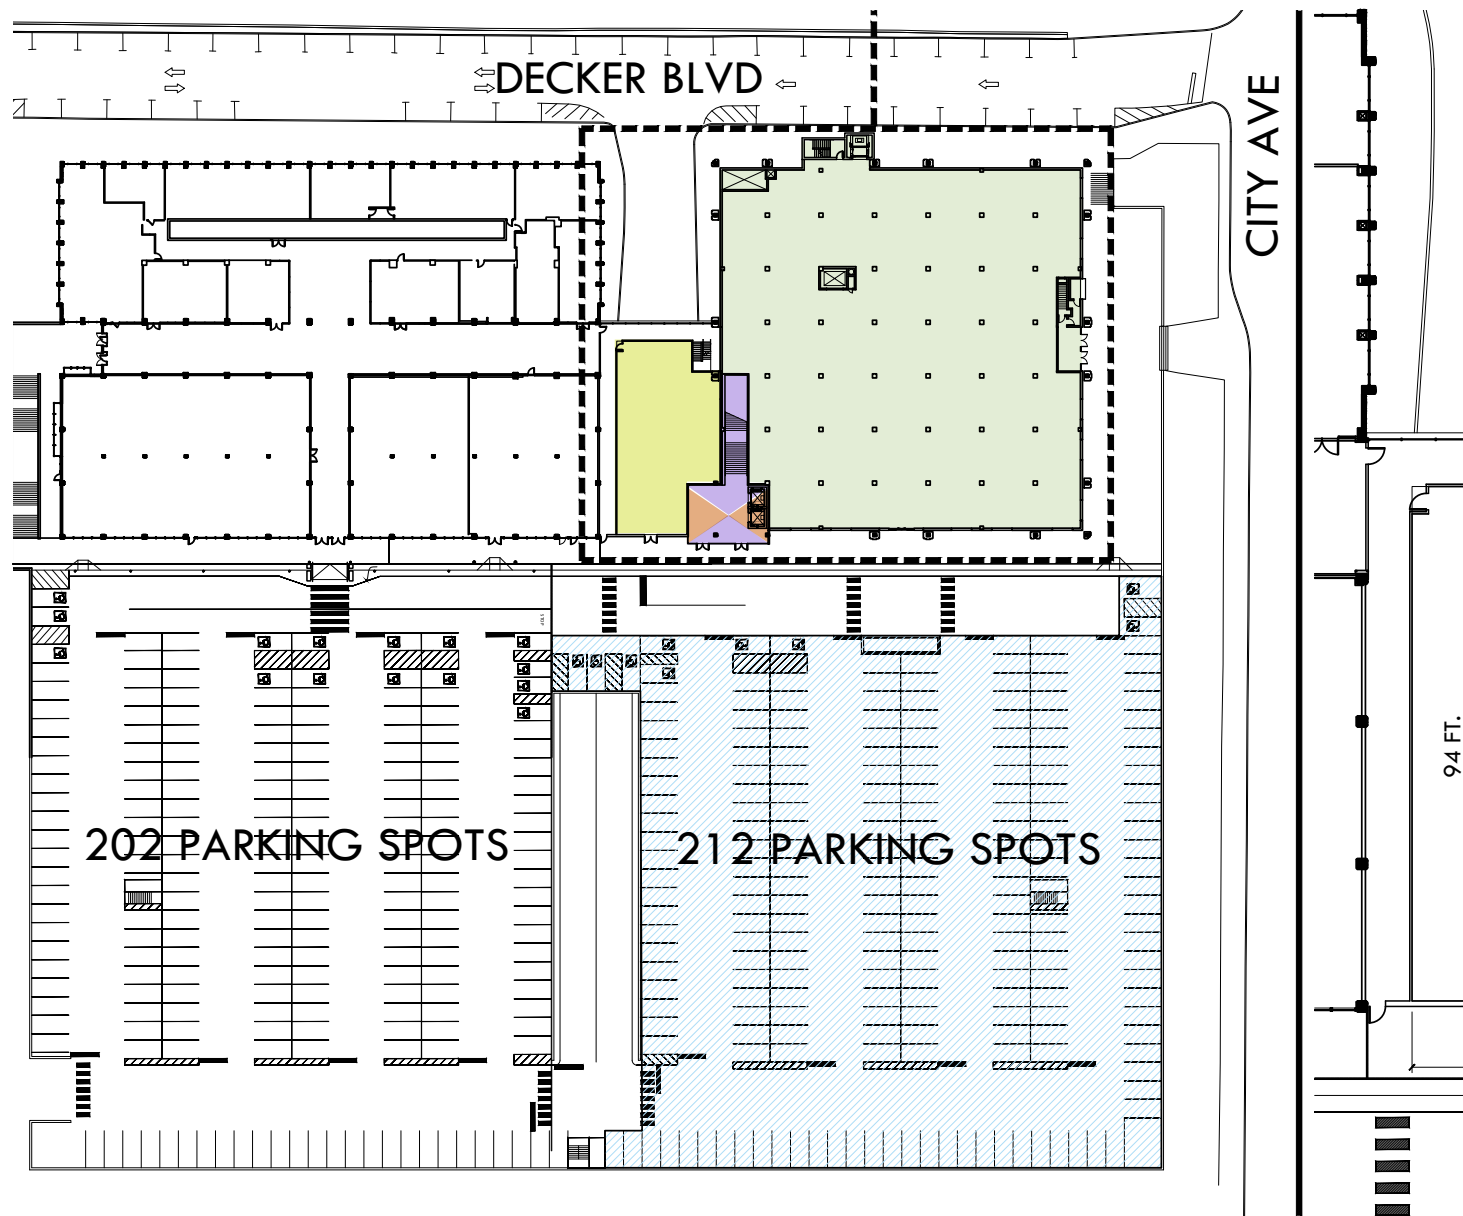 DECKER BLVD
CITY AVE
94 FT.
202 PARKING SPOTS
212 PARKING SPOTS